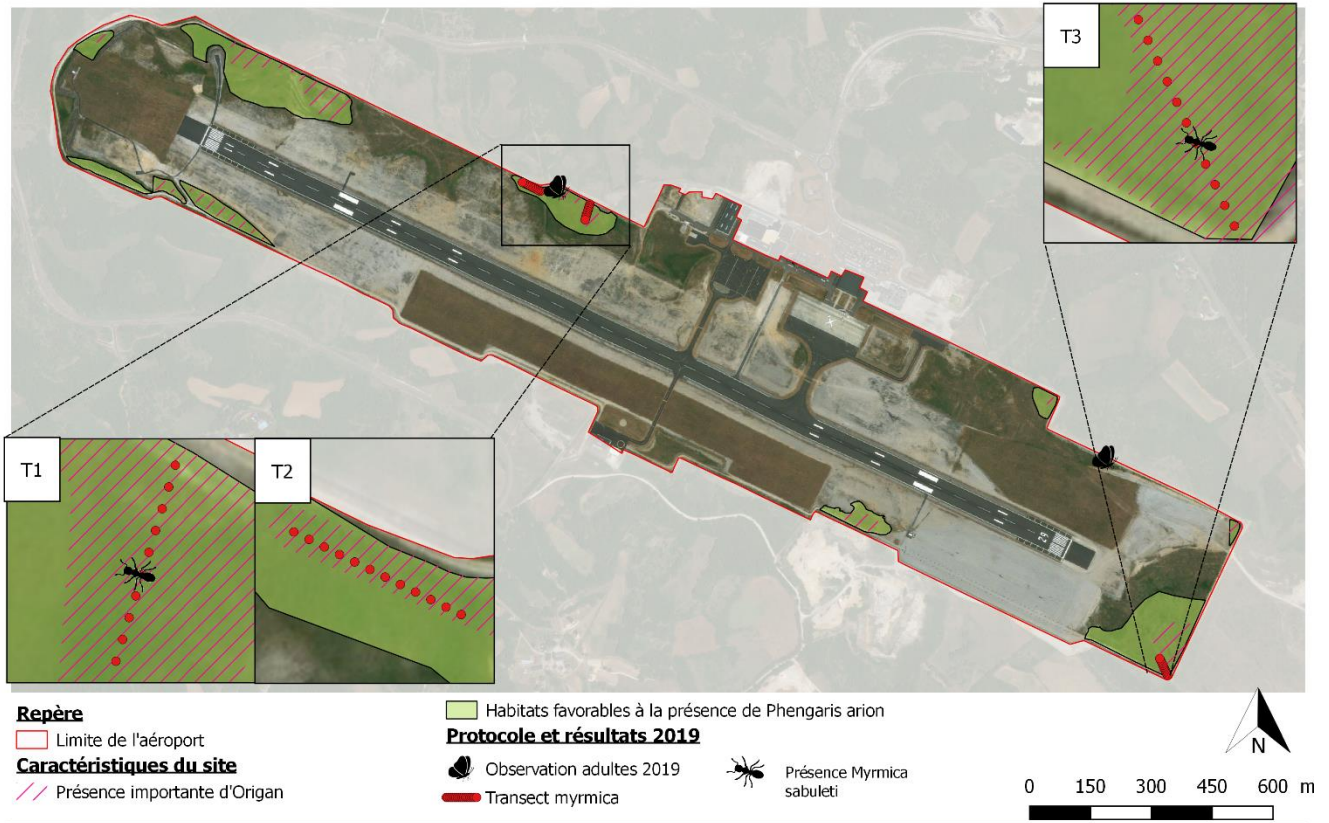 T3
T1
T2
29
Repère
Limite de l'aéroport
Caractéristiques du site
Présence importante d'Origan
Habitats favorables à la présence de Phengaris arion
Protocole et résultats 2019
Observation adultes 2019
Transect myrmica
Présence Myrmica
sabuleti
N
0 150 300 450 600 m